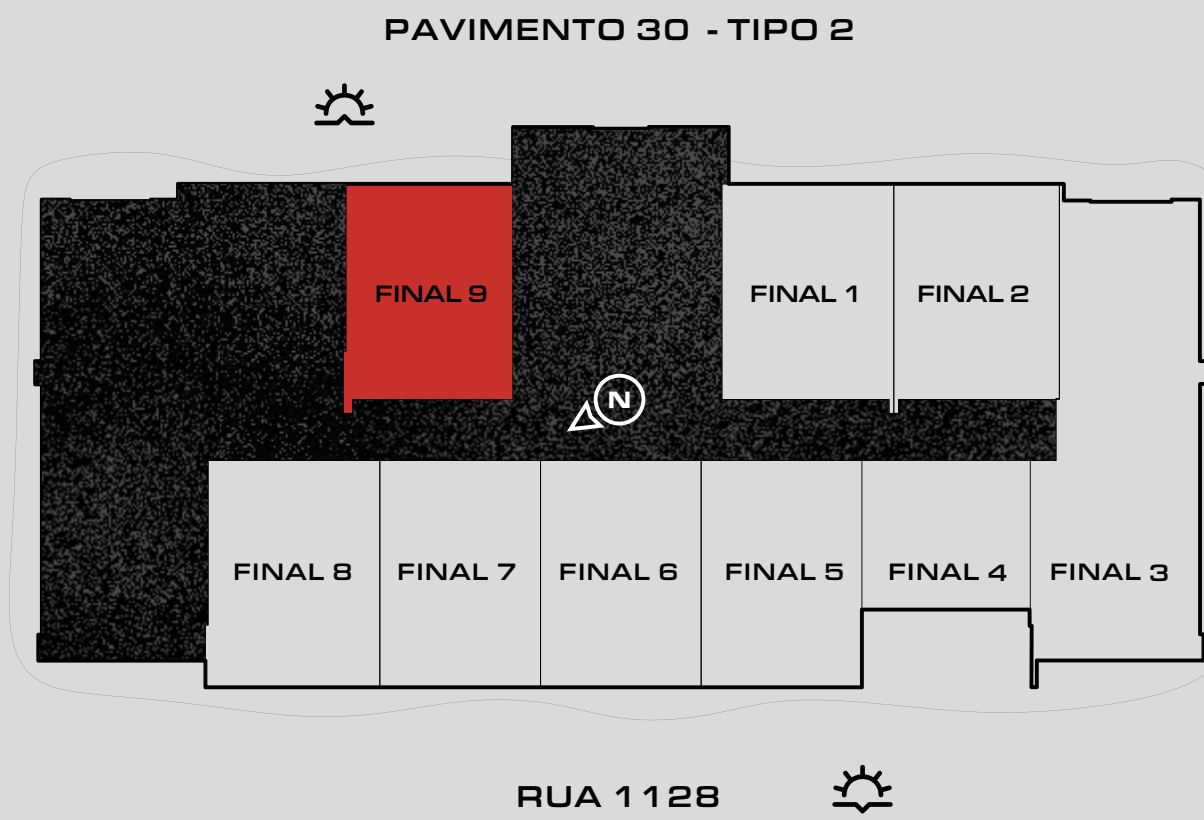 PAVIMENTO 30 - TIPO 2
FINAL 9
FINAL 1
FINAL 2
N
FINAL 8
FINAL 7
FINAL 6
FINAL 5
FINAL 4
FINAL 3
RUA 1128